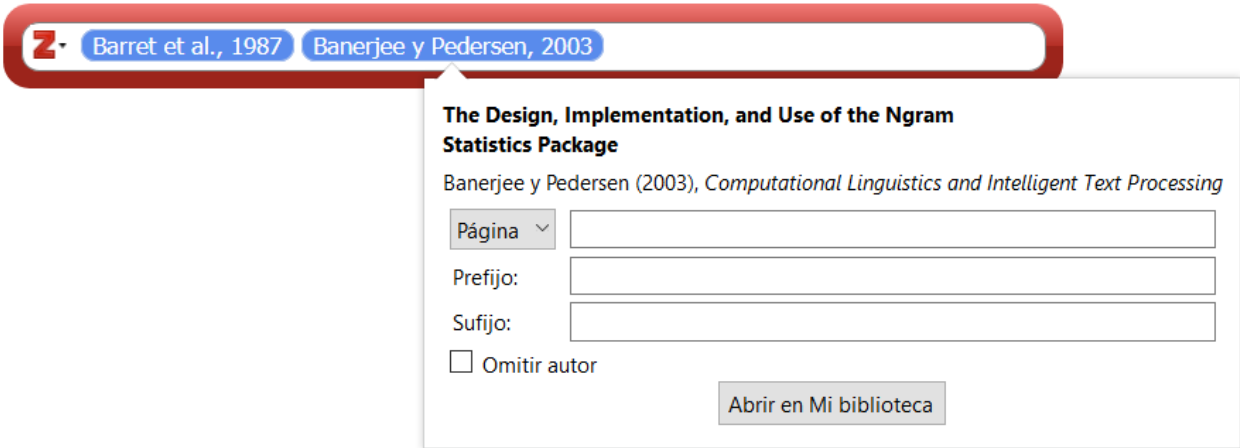 Z Barret et al., 1987 Banerjee y Pedersen, 2003
The Design, Implementation, and Use of the Ngram
Statistics Package
Banerjee y Pedersen (2003), Computational Linguistics and Intelligent Text Processing
Página
Prefijo:
Sufijo:
Omitir autor
Abrir en Mi biblioteca